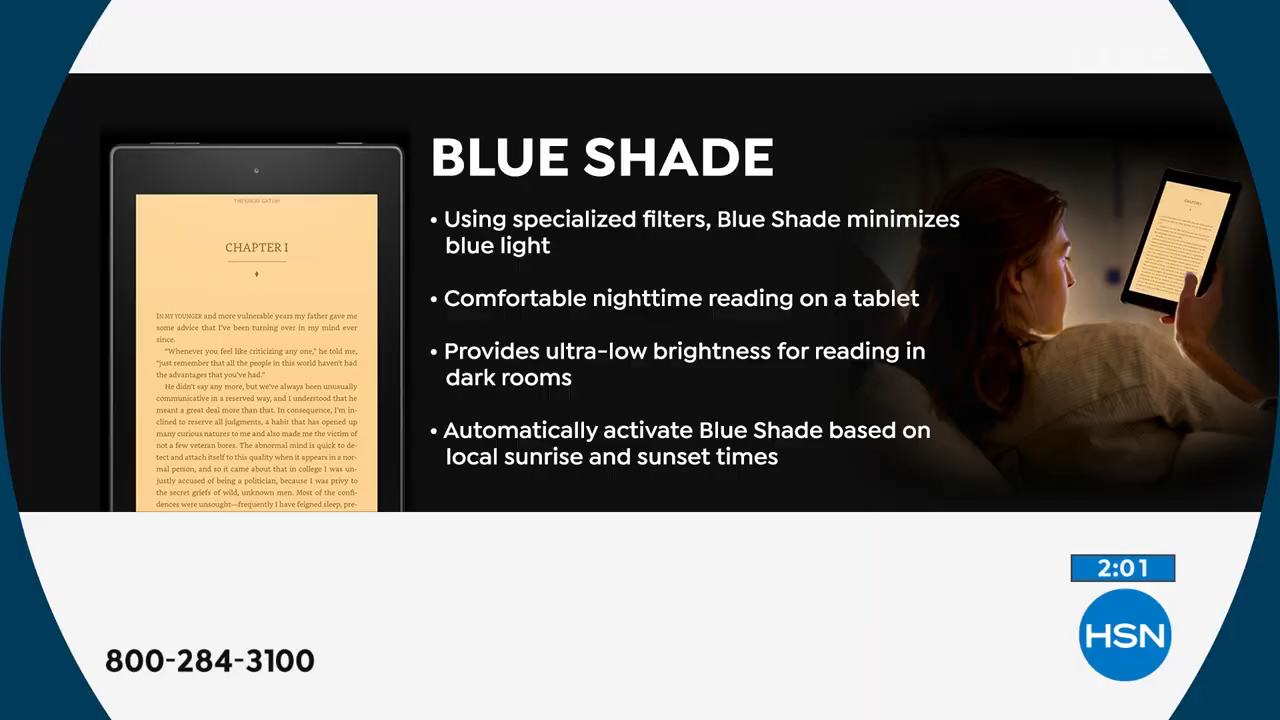 BLUE SHADE
• Using specialized filters, Blue Shade minimizes
blue light
• Comfortable nighttime reading on a tablet
• Provides ultra-low brightness for reading in
dark rooms
• Automatically activate Blue Shade based on
local sunrise and sunset times
THE GREAT GATSBY
CHAPTER I
IN MY YOUNGER and more vulnerable years my father gave me
some advice that I've been turning over in my mind ever
since.
"Whenever you feel like criticizing any one," he told me,
"just remember that all the people in this world haven't had
the advantages that you've had."
He didn't say any more, but we've always been unusually
communicative in a reserved way, and I understood that he
meant a great deal more than that. In consequence, I'm in-
clined to reserve all judgments, a habit that has opened up
many curious natures to me and also made me the victim of
not a few veteran bores. The abnormal mind is quick to de-
tect and attach itself to this quality when it appears in a nor-
mal person, and so it came about that in college I was un-
justly accused of being a politician, because I was privy to
the secret griefs of wild, unknown men. Most of the confi-
dences were unsought—frequently I have feigned sleep, pre-
2:01
HSN
800-284-3100